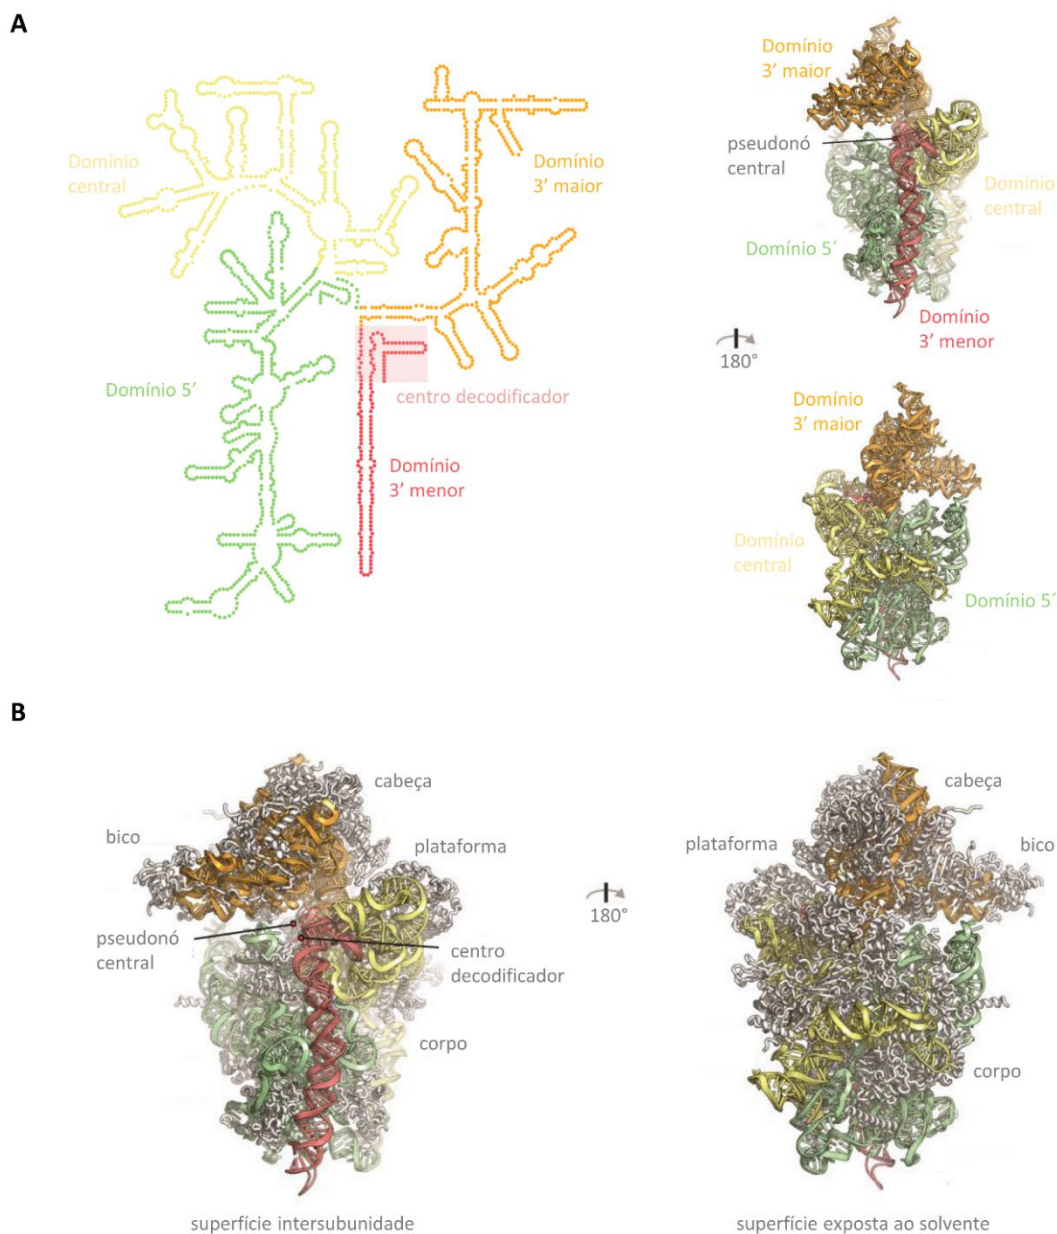 A
Domínio
central
Domínio
3’ maior
Domínio 5’
centro decodificador
Domínio
3’ menor
Domínio
3’ maior
pseudonó
central
Domínio
central
Domínio 5´
Domínio
3’ menor
180°
Domínio
3’ maior
Domínio
central
Domínio 5´
B
cabeça
bico
plataforma
pseudonó
central
centro
decodificador
corpo
superfície intersubunidade
180°
cabeça
plataforma
bico
corpo
superfície exposta ao solvente